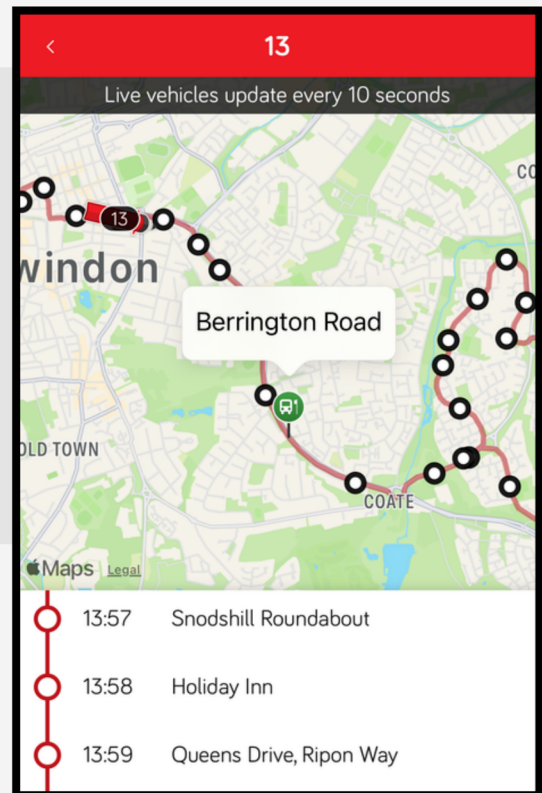 13
Live vehicles update every 10 seconds
CO
13
windon
Berrington Road
OLD TOWN
COATE
Maps Legal
13:57 Snodshill Roundabout
13:58 Holiday Inn
13:59 Queens Drive, Ripon Way